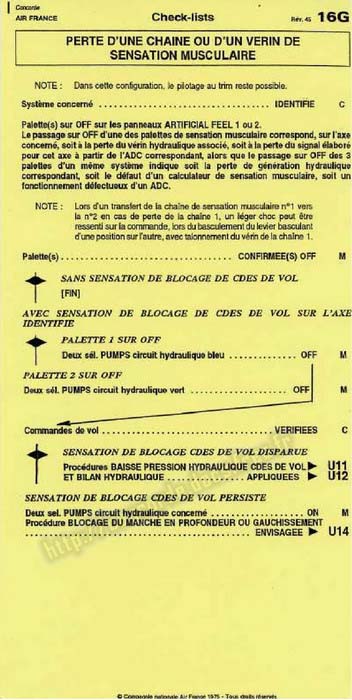 Concorde
AIR FRANCE
Check-lists
Rév. 45 16G
PERTE D'UNE CHAINE OU D'UN VERIN DE
SENSATION MUSCULAIRE
NOTE : Dans cette configuration, le pilotage au trim reste possible.
Système concerné ........................ IDENTIFIE C
Palette(s) sur OFF sur les panneaux ARTIFICIAL FEEL 1 ou 2.
Le passage sur OFF d'une des palettes de sensation musculaire correspond, sur l'axe
concerné, soit à la perte du vérin hydraulique associé, soit à la perte du signal élaboré
pour cet axe à partir de l'ADC correspondant, alors que le passage sur OFF des 3
palettes d'un même système indique soit la perte de génération hydraulique
correspondant, soit le défaut d'un calculateur de sensation musculaire, soit un
fonctionnement défectueux d'un ADC.
NOTE : Lors d'un transfert de la chaîne de sensation musculaire n°1 vers
la n°2 en cas de perte de la chaîne 1, un léger choc peut être
ressenti sur la commande, lors du basculement du levier basculant
d'une position sur l'autre, avec talonnement du vérin de la chaîne 1.
Palette(s) ........................ CONFIRMEE(S) OFF M
SANS SENSATION DE BLOCAGE DE CDES DE VOL
[FIN]
AVEC SENSATION DE BLOCAGE DE CDES DE VOL SUR L'AXE
IDENTIFIE
PALETTE 1 SUR OFF
Deux sél. PUMPS circuit hydraulique bleu ............ OFF M
PALETTE 2 SUR OFF
Deux sél. PUMPS circuit hydraulique vert ............ OFF M
Commandes de vol ........................ VERIFIEES C
SENSATION DE BLOCAGE CDES DE VOL DISPARUE
Procédures BAISSE PRESSION HYDRAULIQUE CDES DE VOL U11
ET BILAN HYDRAULIQUE ............ APPLIQUEES U12
SENSATION DE BLOCAGE CDES DE VOL PERSISTE
Deux sel. PUMPS circuit hydraulique concerné ............ ON M
Procédure BLOCAGE DU MANCHE EN PROFONDEUR OU GAUCHISSEMENT
........................ ENVISAGEE U14
© Compagnie nationale Air France 1975 - Tous droits réservés